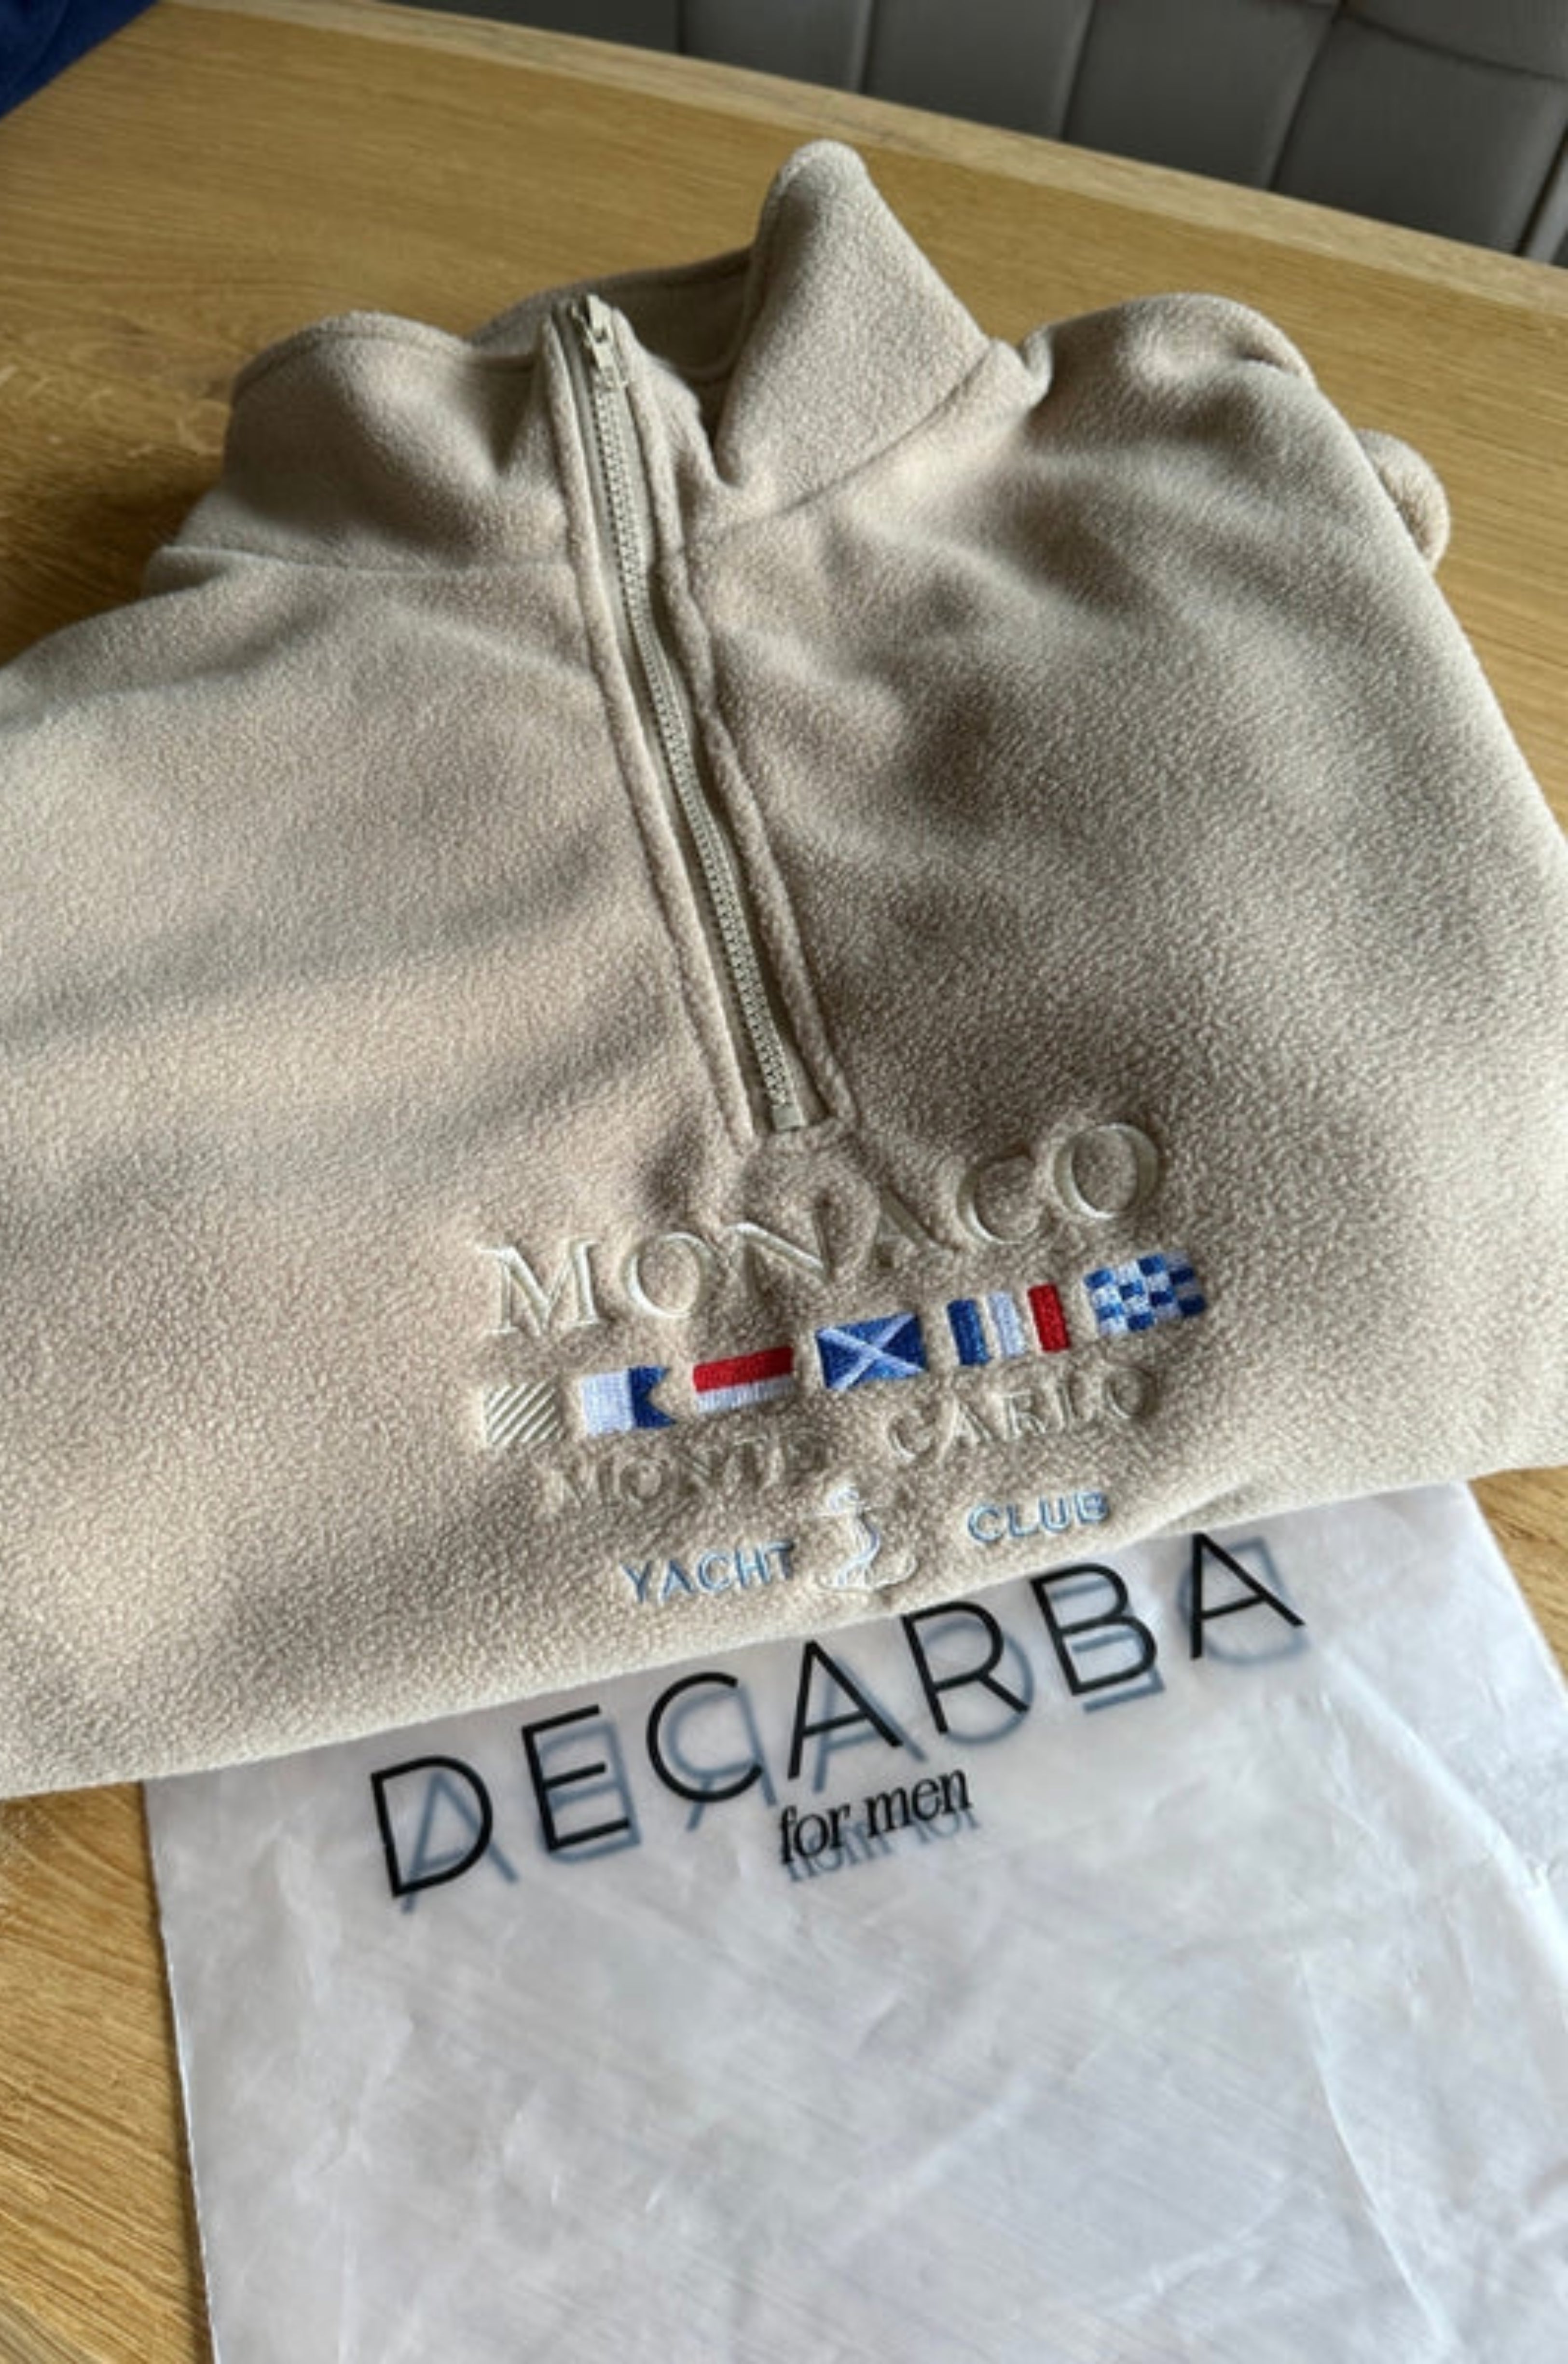 MONACO
MONTE CARLO
YACHT CLUB
DECARBA
for men